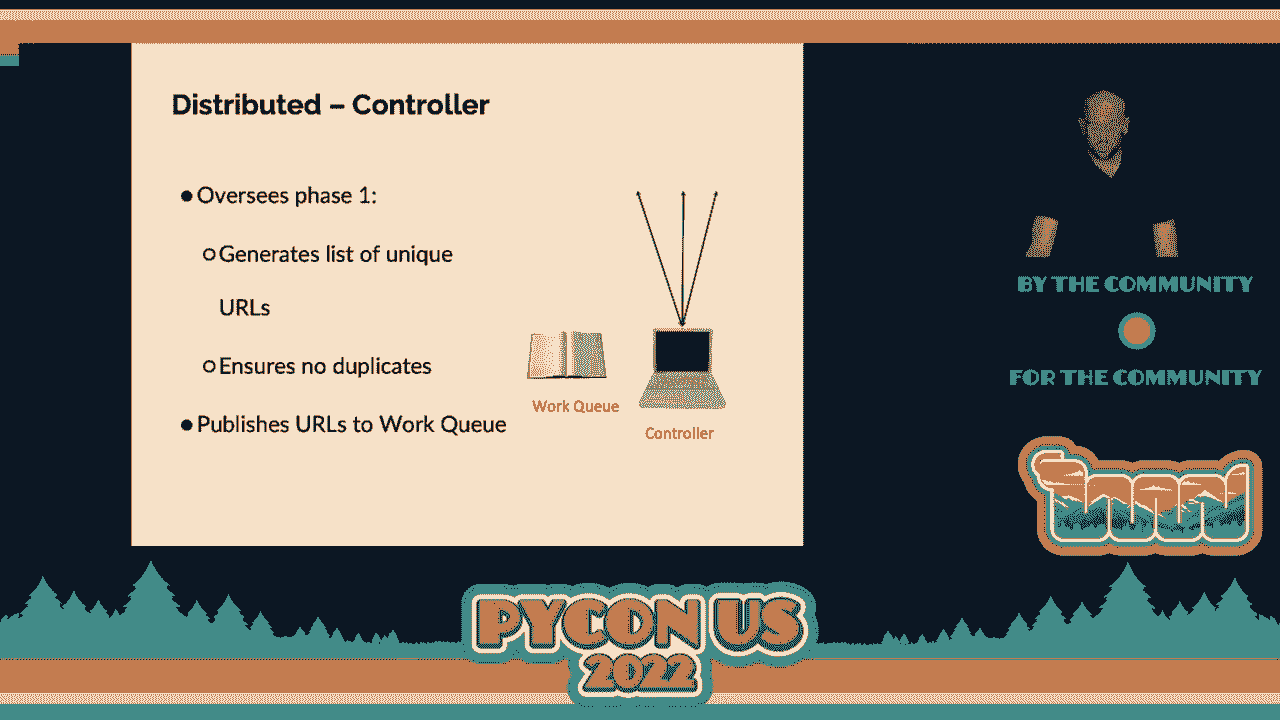 Distributed – Controller
● Oversees phase 1:
○ Generates list of unique
URLs
○ Ensures no duplicates
● Publishes URLs to Work Queue
Work Queue
Controller
BY THE COMMUNITY
FOR THE COMMUNITY
PYCON US
2022